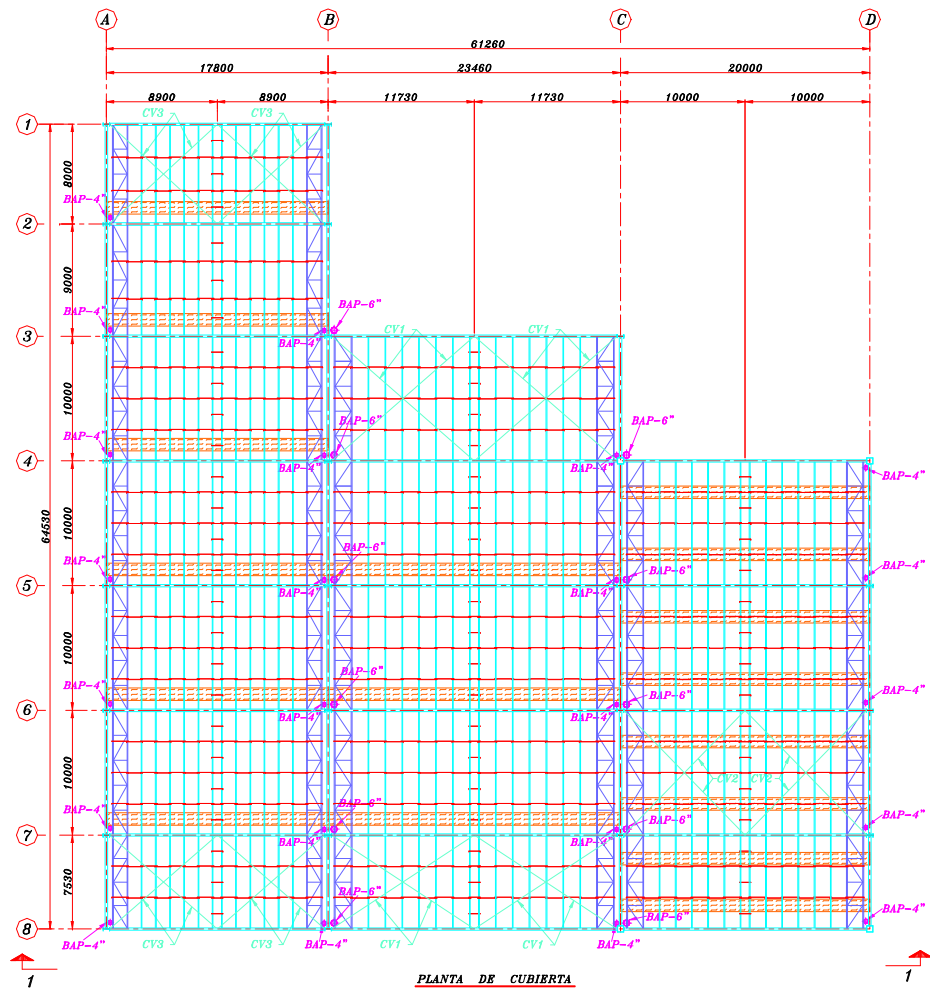 A B C D
61260
17800 23460 20000
8900 8900 11730 11730 10000 10000
CV3 CV3
1
8000
BAP-4"
2
9000
BAP-4" BAP-6"
CV1 CV1
3
BAP-4"
10000
BAP-4" BAP-6" BAP-6"
4
BAP-4" BAP-4" BAP-4"
64530
10000
BAP-4" BAP-6" BAP-4"
5
BAP-4" BAP-4" BAP-6"
10000
BAP-4" BAP-6" BAP-4"
6
BAP-4" BAP-4" BAP-6"
10000
CV2 CV2
BAP-4" BAP-6" BAP-6" BAP-4"
7
BAP-4" BAP-4"
7530
BAP-6" BAP-6" BAP-4"
8
BAP-4" CV3 CV3 BAP-4" CV1 CV1 BAP-4"
1 1
PLANTA DE CUBIERTA